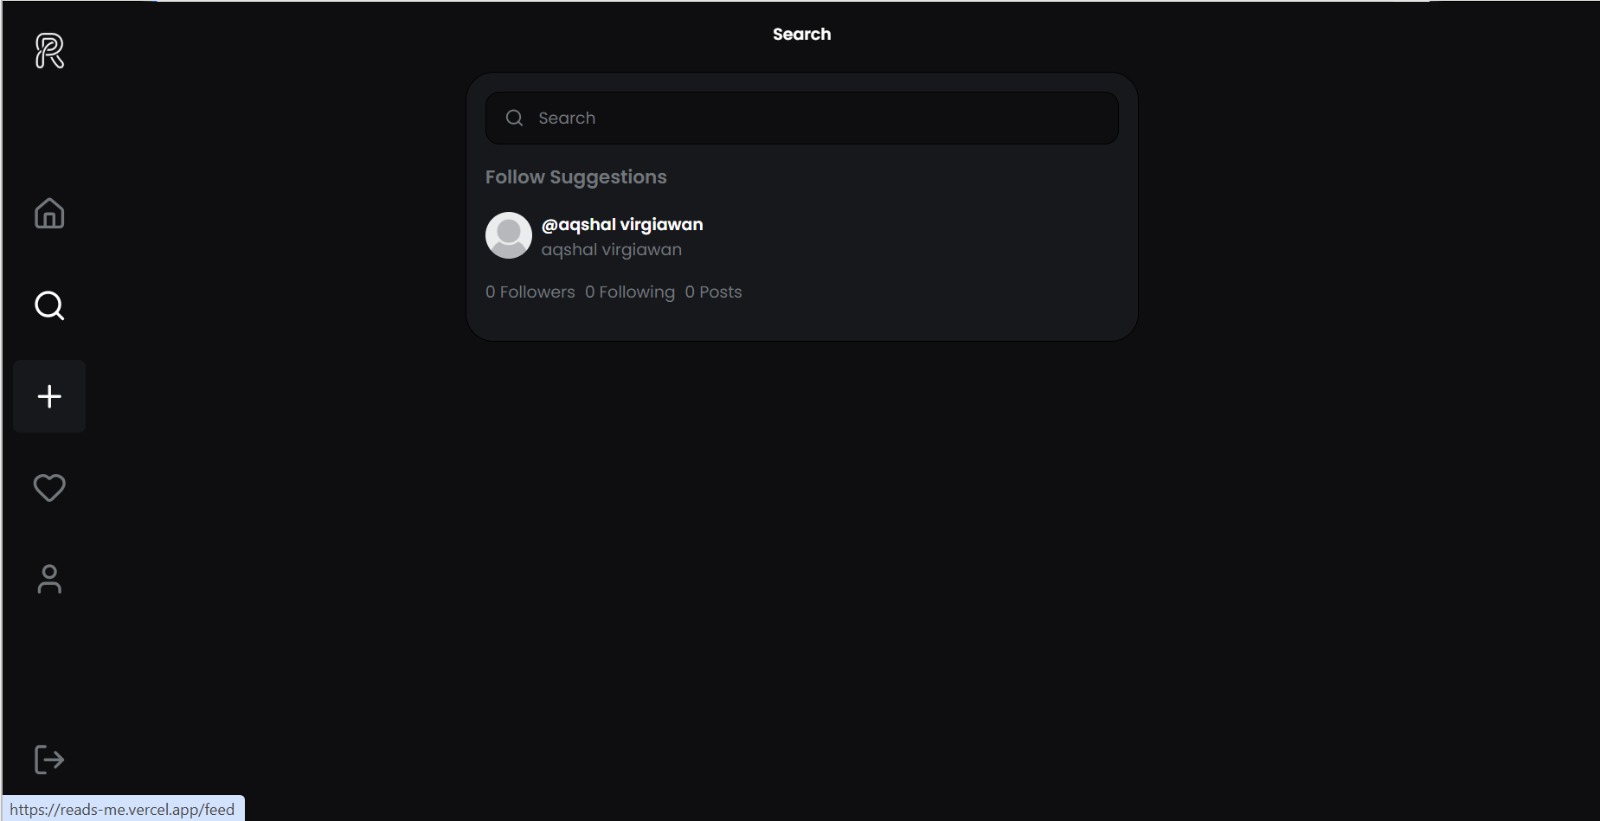 Search
Search
Follow Suggestions
@aqshal virgiawan
aqshal virgiawan
0 Followers 0 Following 0 Posts
https://reads-me.vercel.app/feed